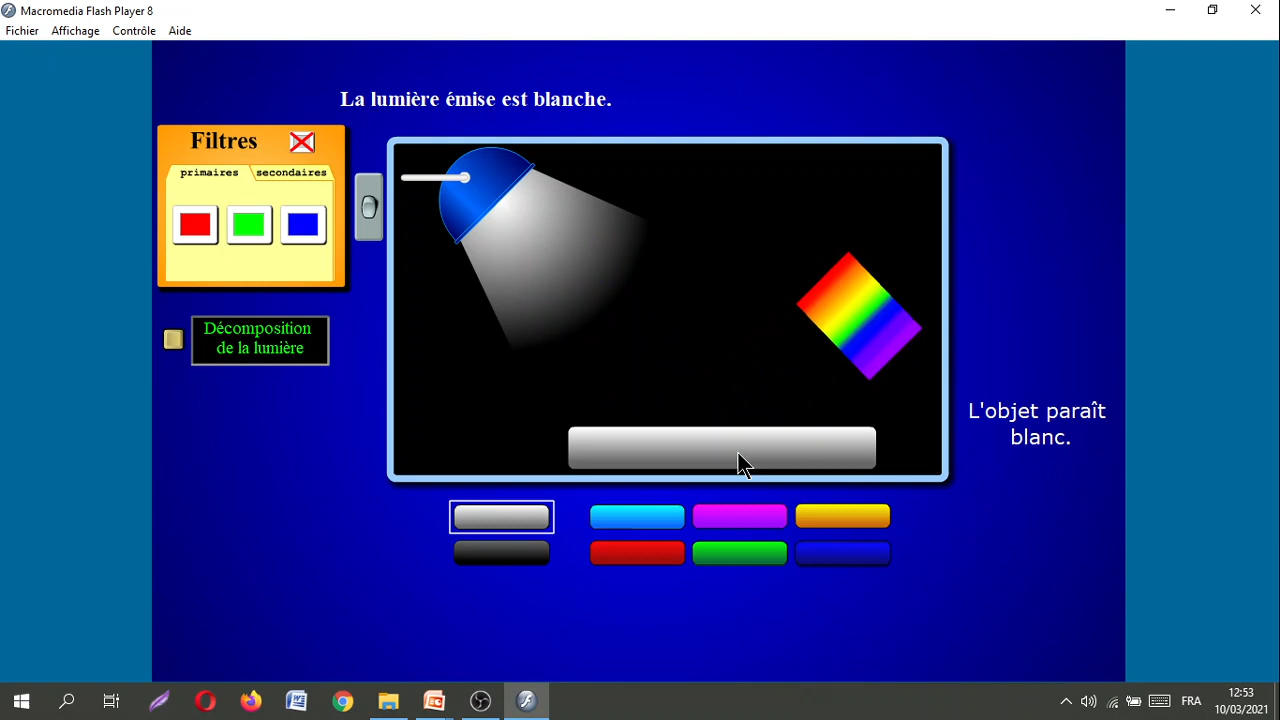 Macromedia Flash Player 8
Fichier Affichage Contrôle Aide
La lumière émise est blanche.
Filtres
primaires secondaires
Décomposition
de la lumière
L'objet paraît
blanc.
FRA
12:53
10/03/2021